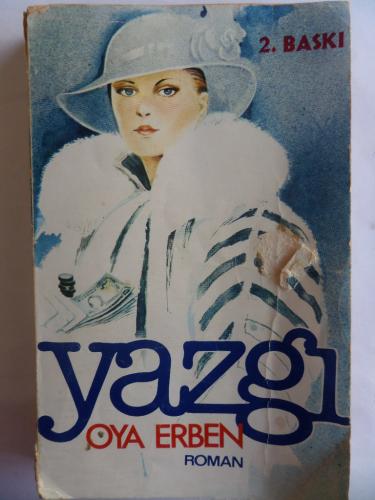 2. BASKI
yazgı
OYA ERBEN
ROMAN